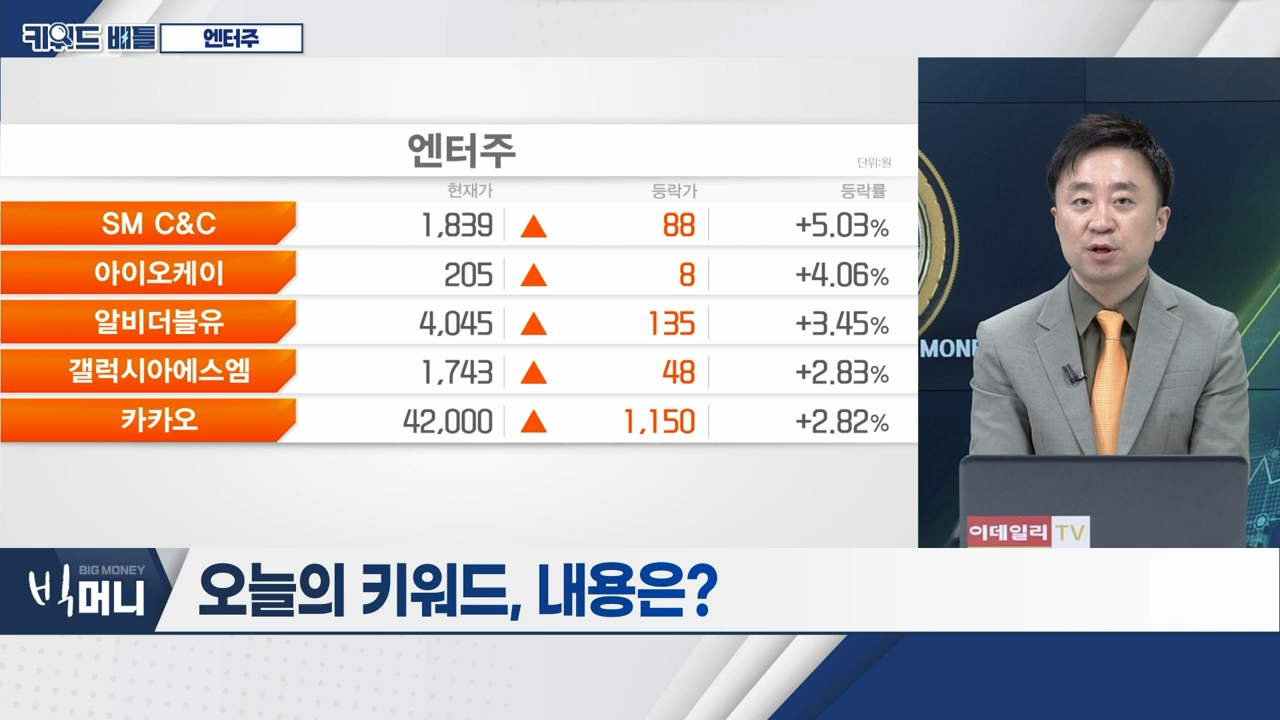 키워드 배틀 엔터주
엔터주
단위:원
현재가 등락가 등락률
SM C&C 1,839 ▲ 88 +5.03%
아이오케이 205 ▲ 8 +4.06%
알비더블유 4,045 ▲ 135 +3.45%
갤럭시아에스엠 1,743 ▲ 48 +2.83%
카카오 42,000 ▲ 1,150 +2.82%
이데일리 TV
BIG MONEY
빅머니
오늘의 키워드, 내용은?